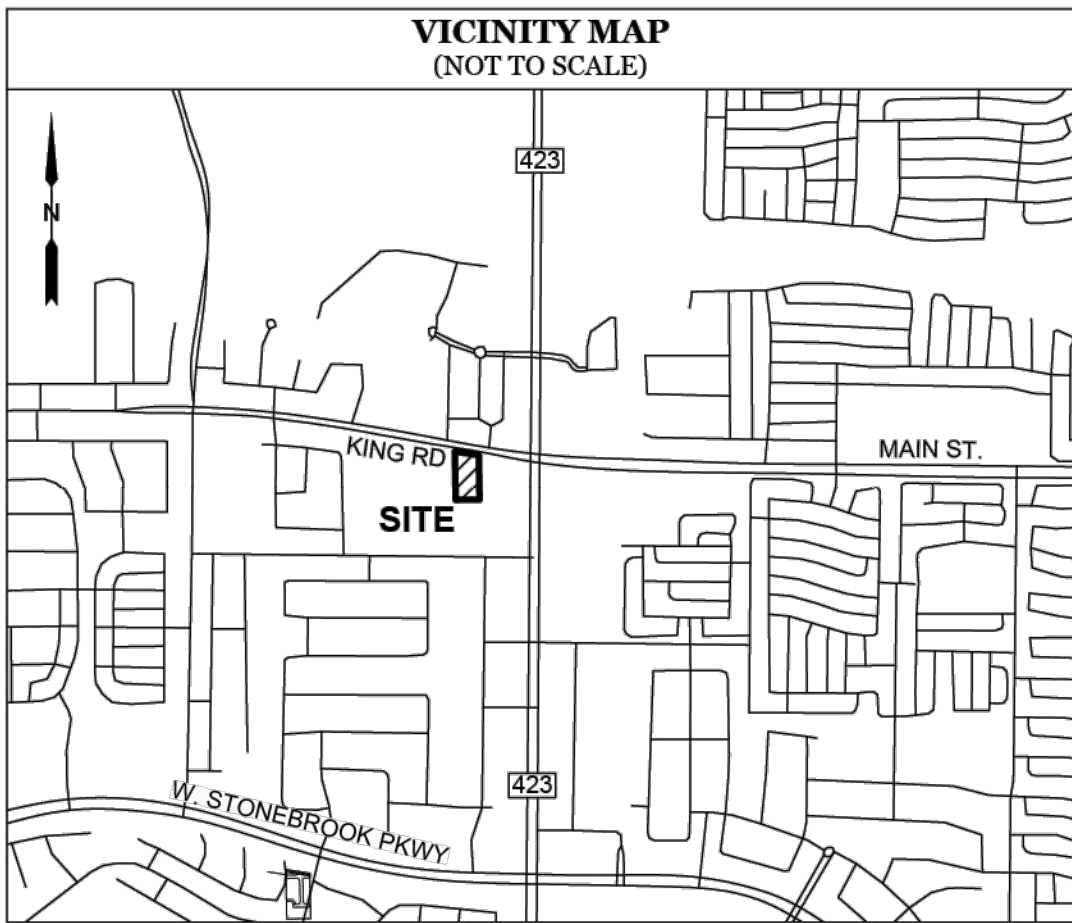 VICINITY MAP
(NOT TO SCALE)
423
N
KING RD
MAIN ST.
SITE
423
W. STONEBROOK PKWY